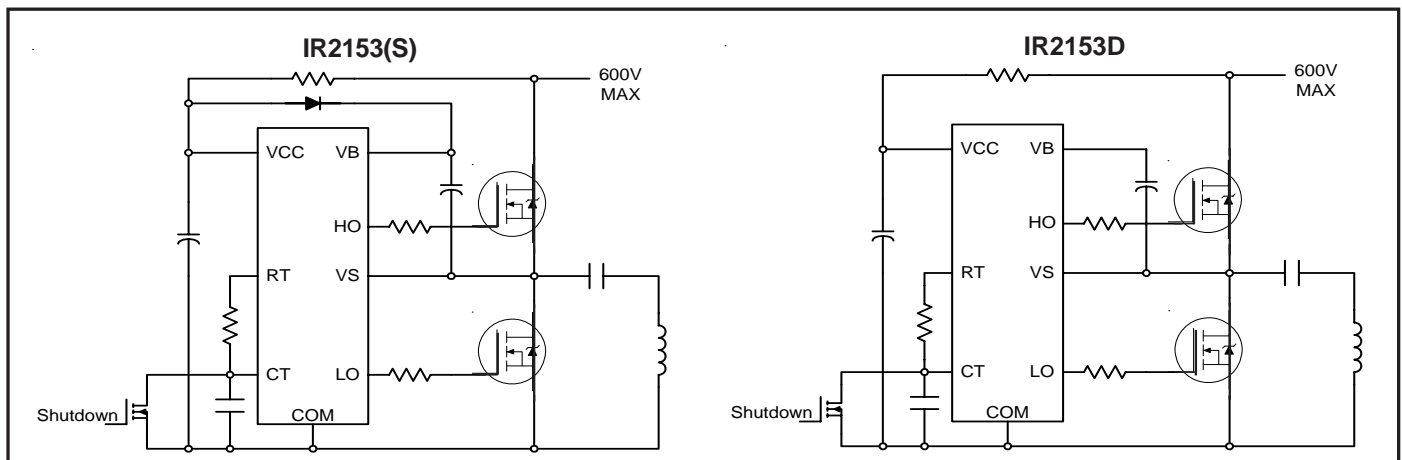 IR2153(S)
600V
MAX
VCC
VB
HO
RT
VS
CT
LO
COM
Shutdown
IR2153D
600V
MAX
VCC
VB
HO
RT
VS
CT
LO
COM
Shutdown